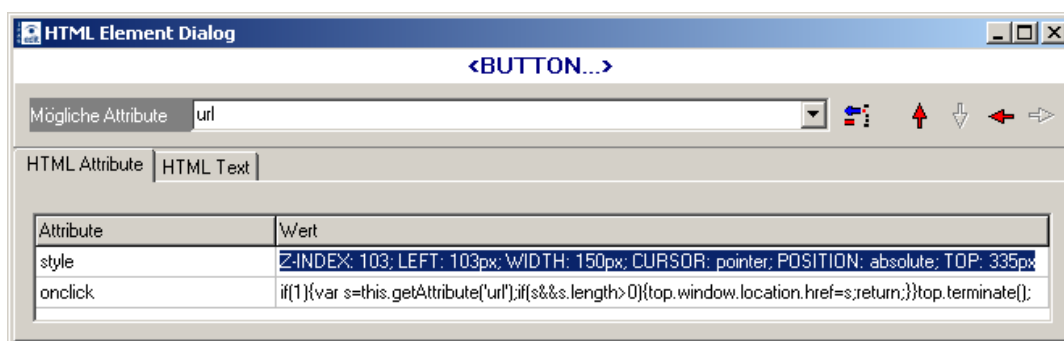 HTML Element Dialog
<BUTTON...>
Mögliche Attribute url
HTML Attribute HTML Text
Attribute Wert
style Z-INDEX: 103; LEFT: 103px; WIDTH: 150px; CURSOR: pointer; POSITION: absolute; TOP: 335px
onclick if(1){var s=this.getAttribute('url');if(s&&s.length>0){top.window.location.href=s;return;}}top.terminate();